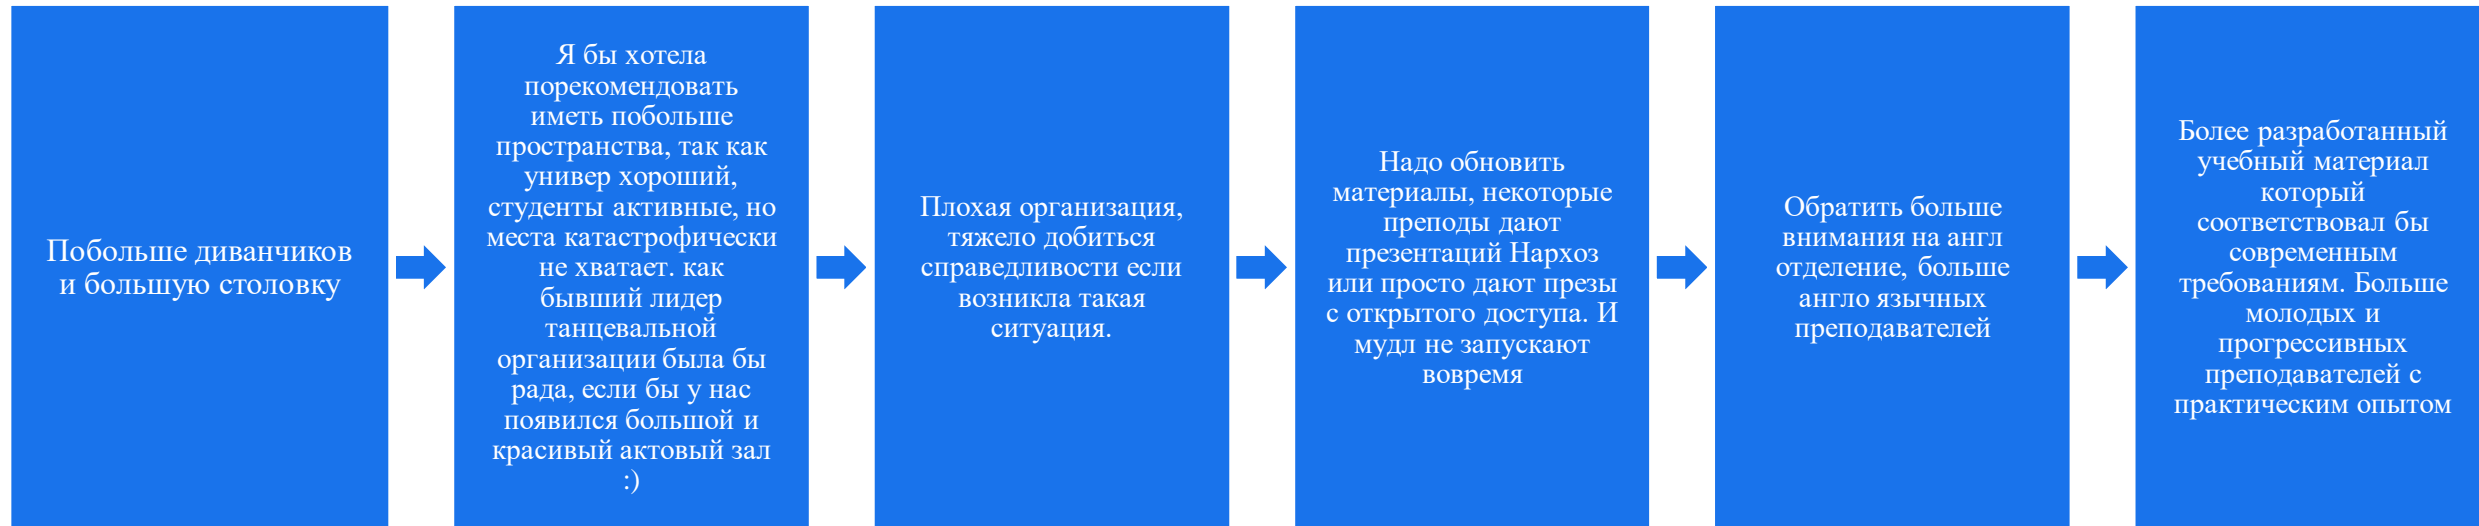 Побольше диванчиков
и большую столовку
Я бы хотела
порекомендовать
иметь побольше
пространства, так как
универ хороший,
студенты активные, но
места катастрофически
не хватает. как
бывший лидер
танцевальной
организации была бы
рада, если бы у нас
появился большой и
красивый актовый зал
:)
Плохая организация,
тяжело добиться
справедливости если
возникла такая
ситуация.
Надо обновить
материалы, некоторые
преподы дают
презентаций Нархоз
или просто дают презы
с открытого доступа. И
мудл не запускают
вовремя
Обратить больше
внимания на англ
отделение, больше
англо язычных
преподавателей
Более разработанный
учебный материал
который
соответствовал бы
современным
требованиям. Больше
молодых и
прогрессивных
преподавателей с
практическим опытом